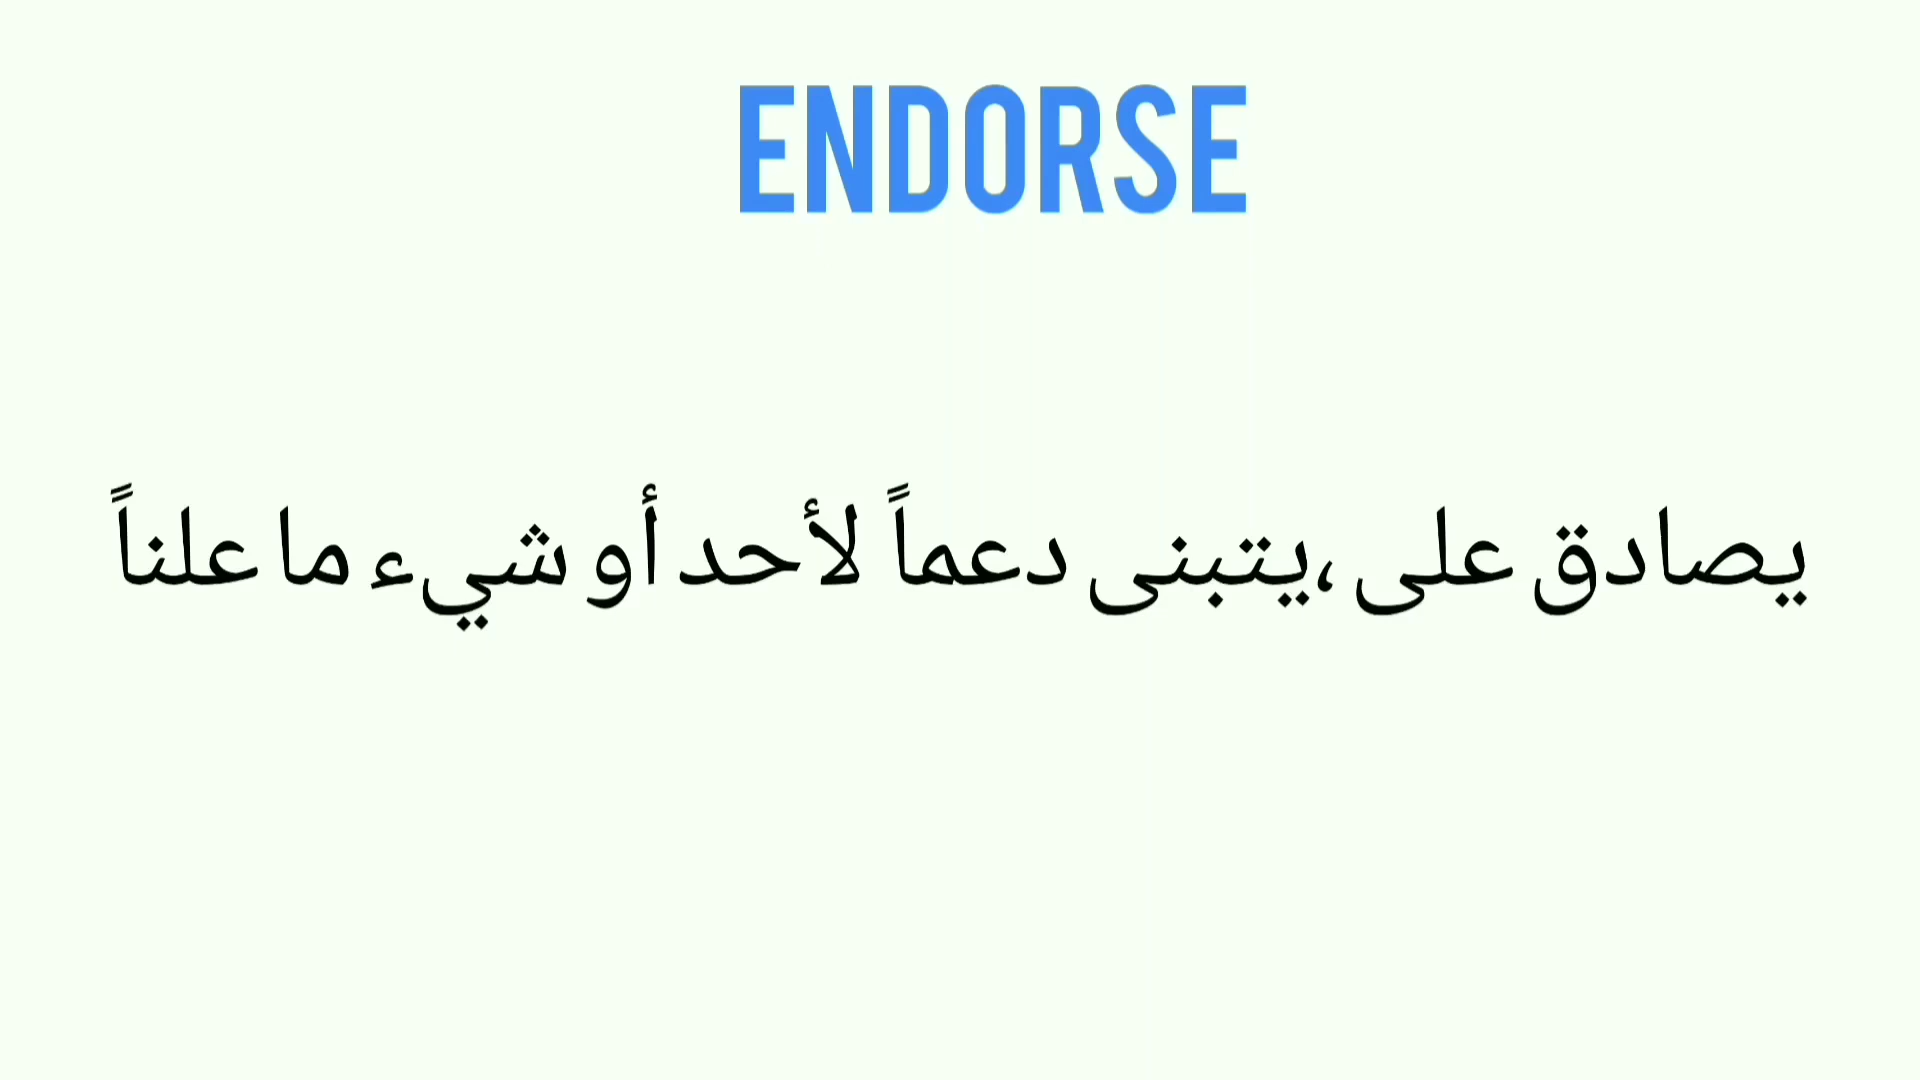 ENDORSE
يصادق على ،يتبنى دعماً لأحد أو شيء ما علناً